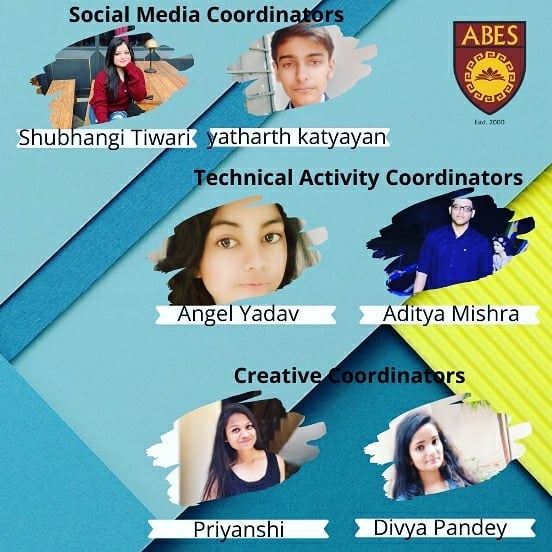 Social Media Coordinators
ABES
Estd. 2000
Shubhangi Tiwari
yatharth katyayan
Technical Activity Coordinators
Angel Yadav
Aditya Mishra
Creative Coordinators
Priyanshi
Divya Pandey